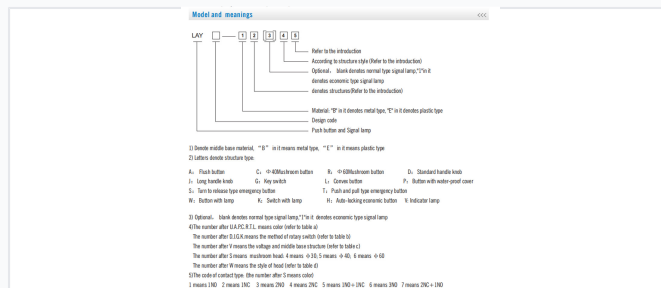 Model and meanings <<<
LAY □ — 1 2 [3] 4 5
Refer to the introduction
According to structure style (Refer to the introduction)
Optional: blank denotes normal type signal lamp,"J"in it
denotes economic type signal lamp
denotes structures(Refer to the introduction)
Material: "B" in it denotes metal type, "E" in it denotes plastic type
Design code
Push button and Signal lamp
1) Denote middle base material, "B" in it means metal type, "E" in it means plastic type
2) Letters denote structure type:
A: Flush button C: Φ40Mushroom button R: Φ60Mushroom button D: Standard handle knob
J: Long handle knob G: Key switch L: Convex button P: Button with water-proof cover
S: Turn to release type emergency button T: Push and pull type emergency button
W: Button with lamp K: Switch with lamp H: Auto-locking economic button V: Indicator lamp
3) Optional, blank denotes normal type signal lamp,"J"in it denotes economic type signal lamp
4)The number after U.A.P.C.R.T.L. means color (refer to table a)
The number after D.J.G.K means the method of rotary switch (refer to table b)
The number after V means the voltage and middle base structure (refer to table c)
The number after S means mushroom head: 4 means Φ30; 5 means Φ40; 6 means Φ60
The number after W means the style of head (refer to table d)
5)The code of contact type: (the number after S means color)
1 means 1NO 2 means 1NC 3 means 2NO 4 means 2NC 5 means 1NO+1NC 6 means 3NO 7 means 2NC+1NO